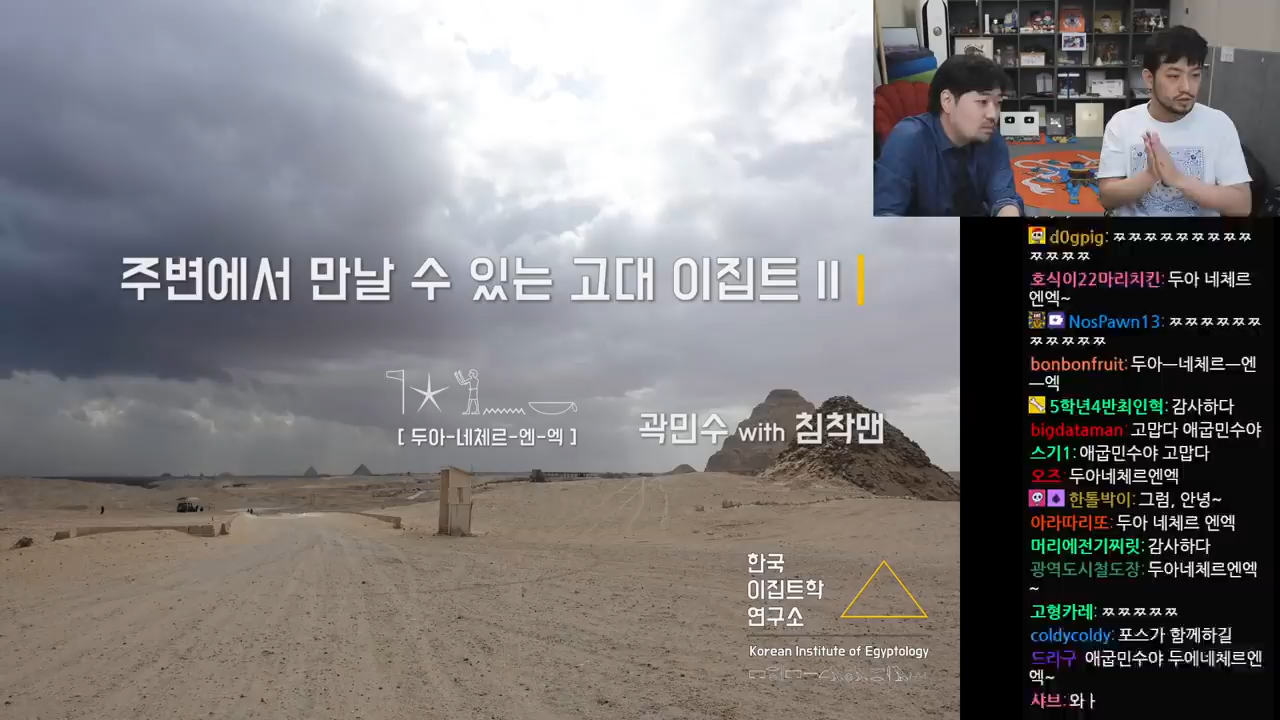 주변에서 만날 수 있는 고대 이집트 II
[ 두아-네체르-엔-엑 ]
곽민수 with 침착맨
한국
이집트학
연구소
Korean Institute of Egyptology
d0gpig: ㅉㅉㅉㅉㅉㅉㅉㅉㅉ
ㅉㅉㅉㅉ
호식이22마리치킨: 두아 네체르
엔엑~
NosPawn13: ㅉㅉㅉㅉㅉㅉ
ㅉㅉㅉㅉㅉ
bonbonfruit: 두아ㅡ네체르ㅡ엔
ㅡ엑
5학년4반최인혁: 감사하다
bigdataman: 고맙다 애굽민수야
스기1: 애굽민수야 고맙다
오즈: 두아네체르엔엑
한톨박이: 그럼, 안녕~
아라따리또: 두아 네체르 엔엑
머리에전기찌릿: 감사하다
광역도시철도장: 두아네체르엔엑
~
고형카레: ㅉㅉㅉㅉㅉ
coldycoldy: 포스가 함께하길
드리구 애굽민수야 두에네체르엔
엑~
샤브: 와ㅏ